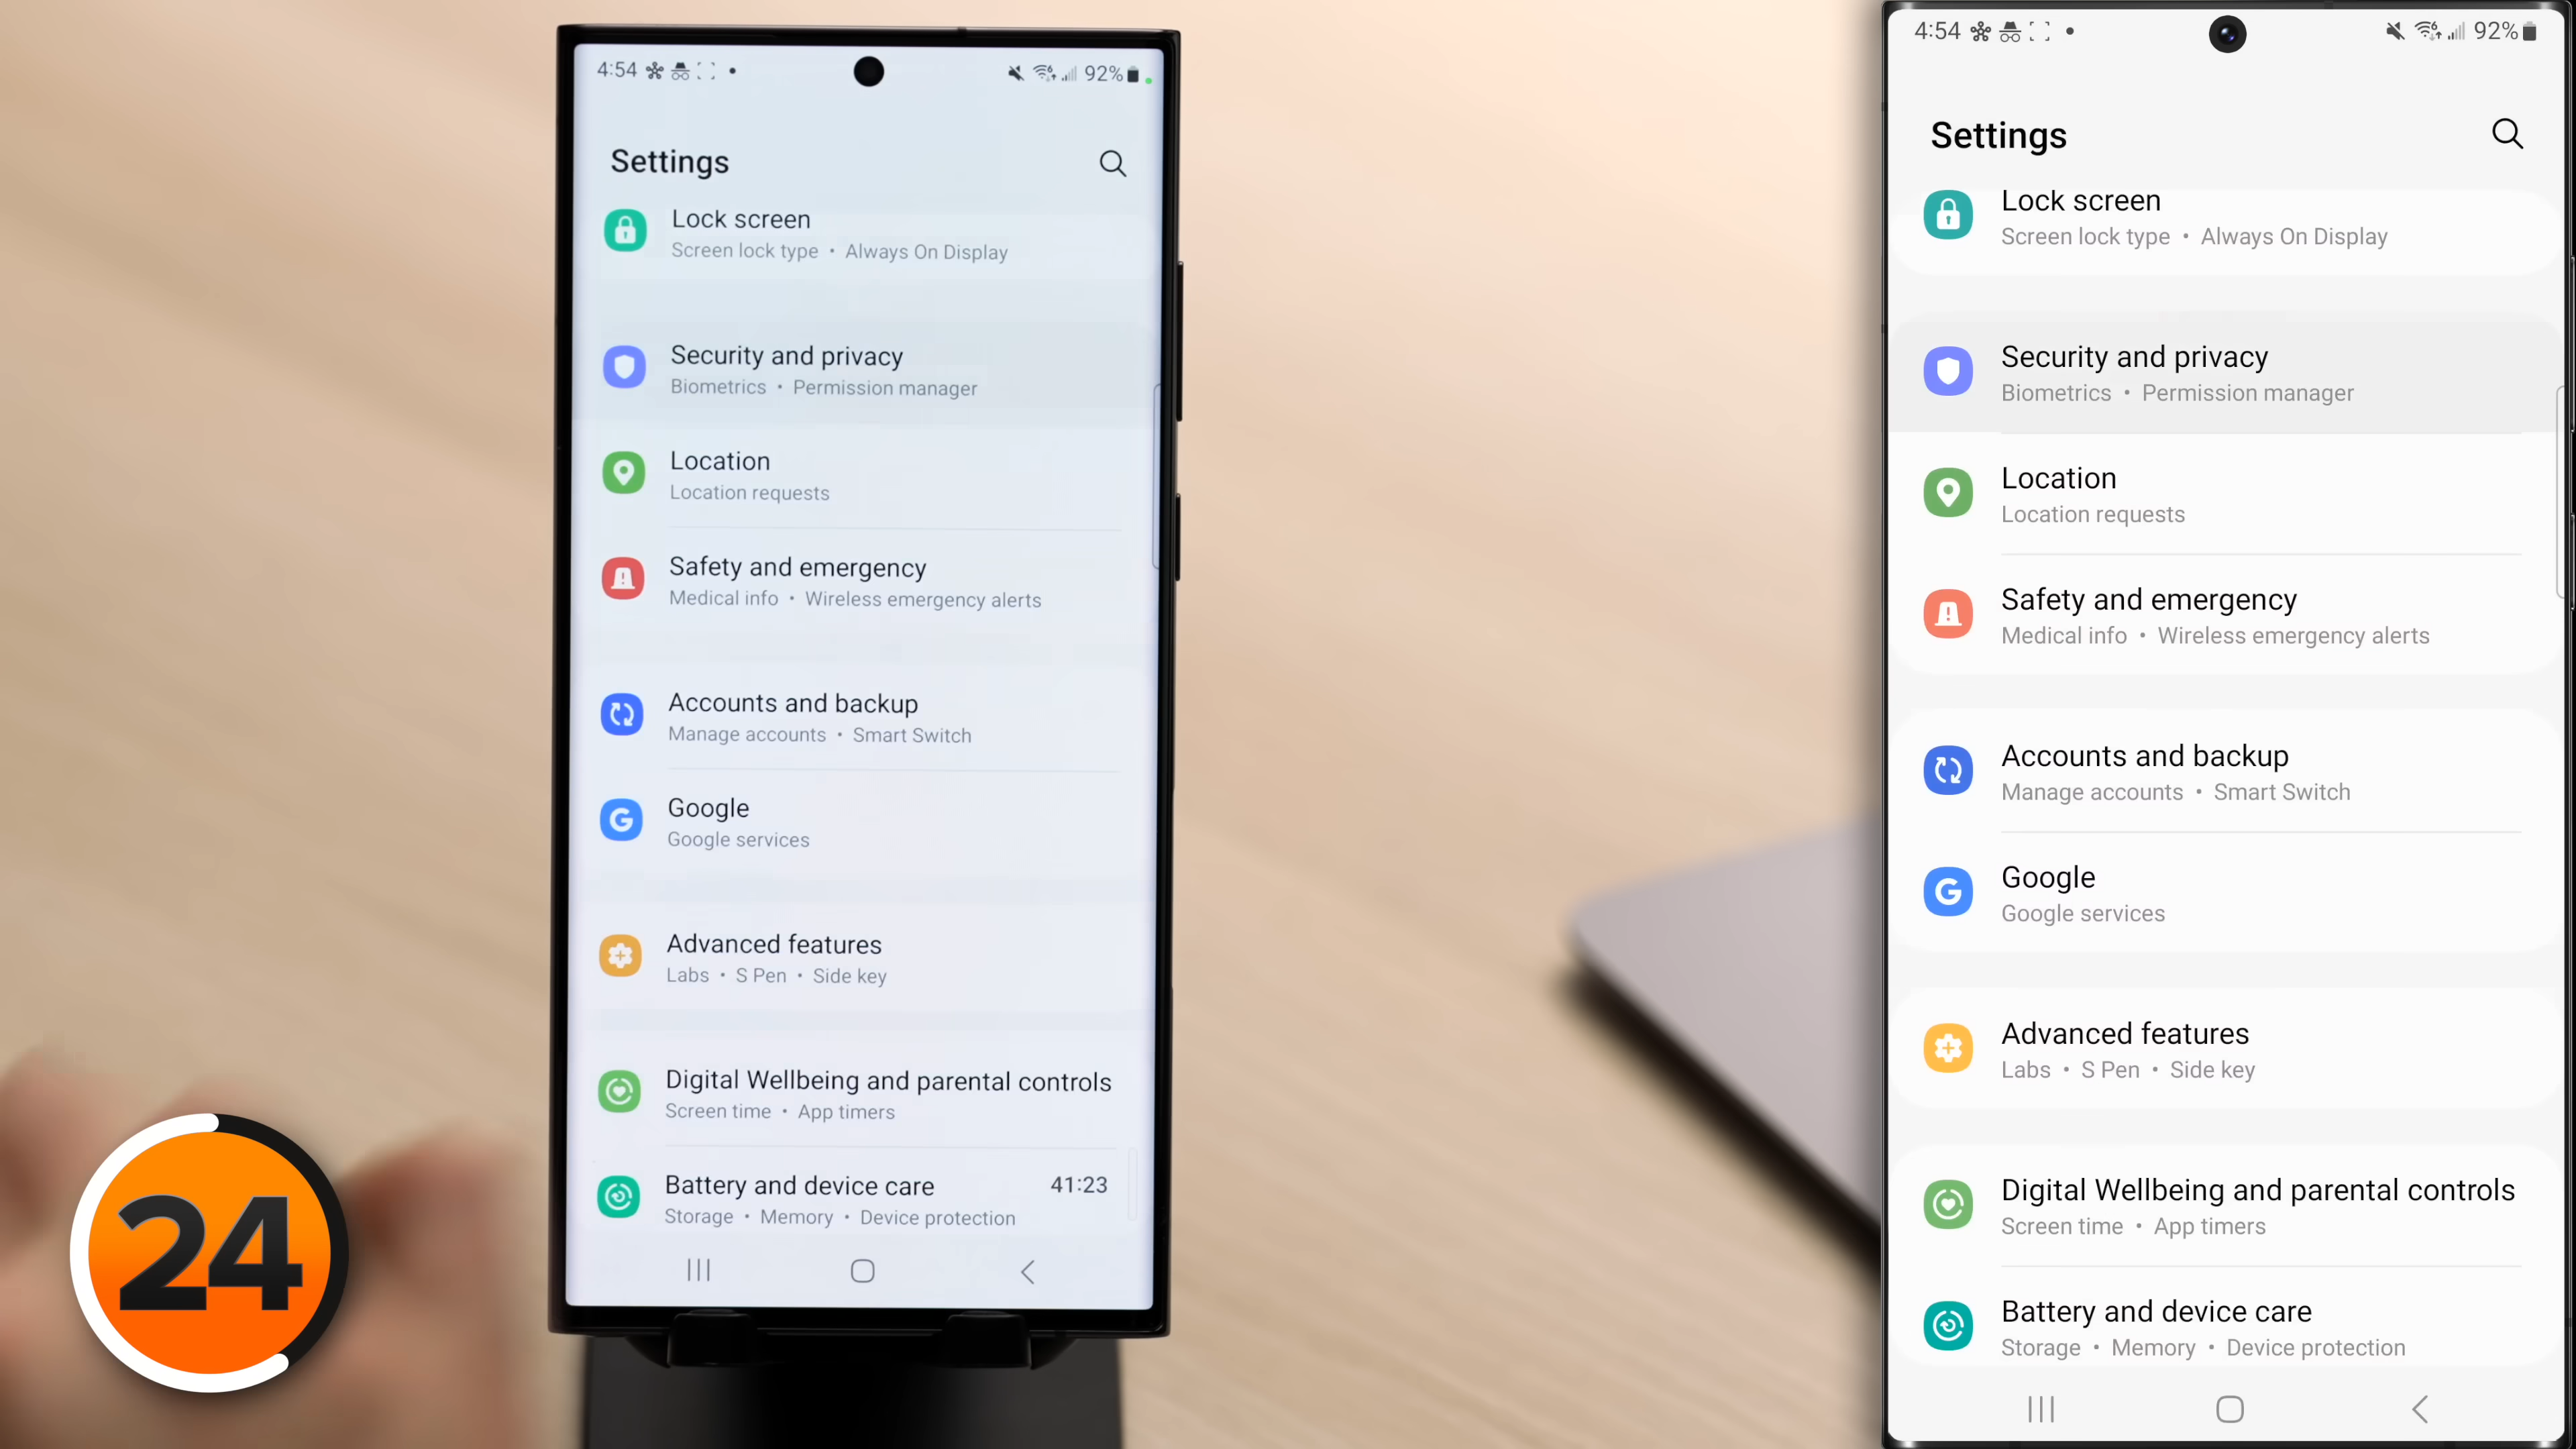 4:54
92%
Settings
Lock screen
Screen lock type • Always On Display
Security and privacy
Biometrics • Permission manager
Location
Location requests
Safety and emergency
Medical info • Wireless emergency alerts
Accounts and backup
Manage accounts • Smart Switch
Google
Google services
Advanced features
Labs • S Pen • Side key
Digital Wellbeing and parental controls
Screen time • App timers
Battery and device care
41:23
Storage • Memory • Device protection
24
4:54
92%
Settings
Lock screen
Screen lock type • Always On Display
Security and privacy
Biometrics • Permission manager
Location
Location requests
Safety and emergency
Medical info • Wireless emergency alerts
Accounts and backup
Manage accounts • Smart Switch
Google
Google services
Advanced features
Labs • S Pen • Side key
Digital Wellbeing and parental controls
Screen time • App timers
Battery and device care
Storage • Memory • Device protection